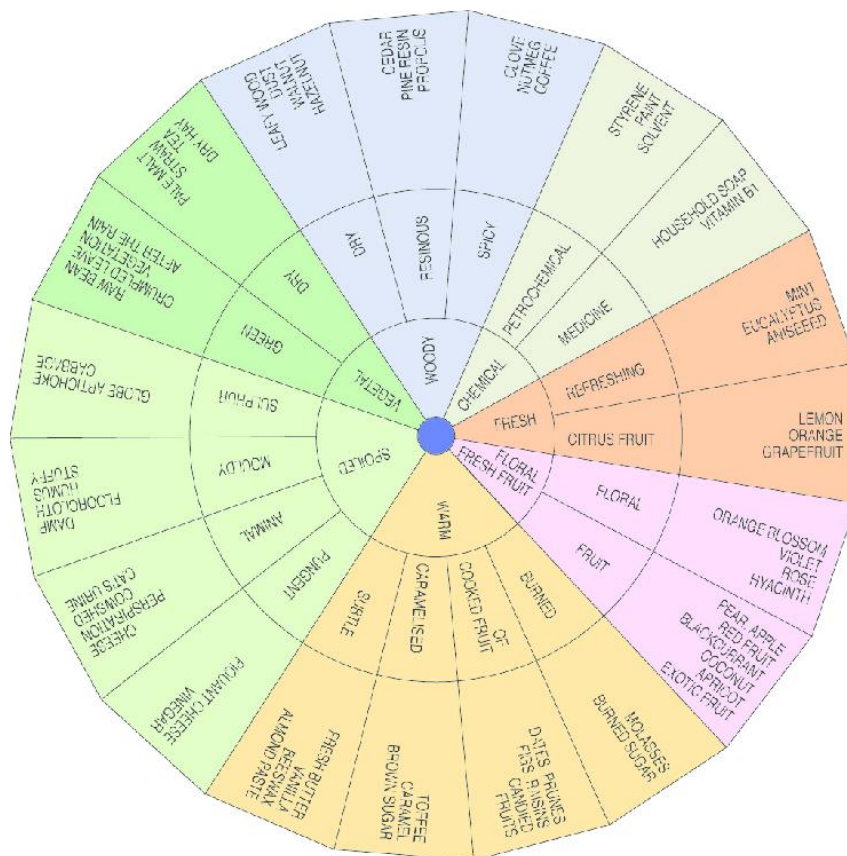 CLOVE
NUTMEG
COFFEE
SPICY
CEDAR
PINE RESIN
PROPOLIS
RESINOUS
LEAFY WOOD
DUST
WALNUT
HAZELNUT
DRY
WOODY
STYRENE
PAINT
SOLVENT
PETROCHEMICAL
HOUSEHOLD SOAP
VITAMIN B1
MEDICINE
CHEMICAL
MINT
EUCALYPTUS
ANISEED
REFRESHING
LEMON
ORANGE
GRAPEFRUIT
CITRUS FRUIT
FRESH
ORANGE BLOSSOM
VIOLET
ROSE
HYACINTH
FLORAL
PEAR, APPLE
RED FRUIT
BLACKCURRANT
COCONUT
APRICOT
EXOTIC FRUIT
FRUIT
FLORAL
FRESH FRUIT
MOLASSES
BURNED SUGAR
BURNED
DATES, PRUNES
FIGS, RAISINS
CANDIED
FRUITS
OF
COOKED FRUIT
TOFFEE
CARAMEL
BROWN SUGAR
CARAMELISED
FRESH BUTTER
VANILLA
BEESWAX
ALMOND PASTE
SUBTLE
WARM
PIQUANT CHEESE
VINEGAR
PUNGENT
CHEESE
PERSPIRATION
COWSHED
CAT'S URINE
ANIMAL
DAMP
FLOORCLOTH
HUMUS
STUFFY
MOULDY
GLOBE ARTICHOKE
CABBAGE
SULPHUR
SPOILED
RAW BEAN
CRUMPLED LEAVE
VEGETATION
AFTER THE RAIN
GREEN
PALE MALT
STRAW
TEA
DRY HAY
DRY
VEGETAL